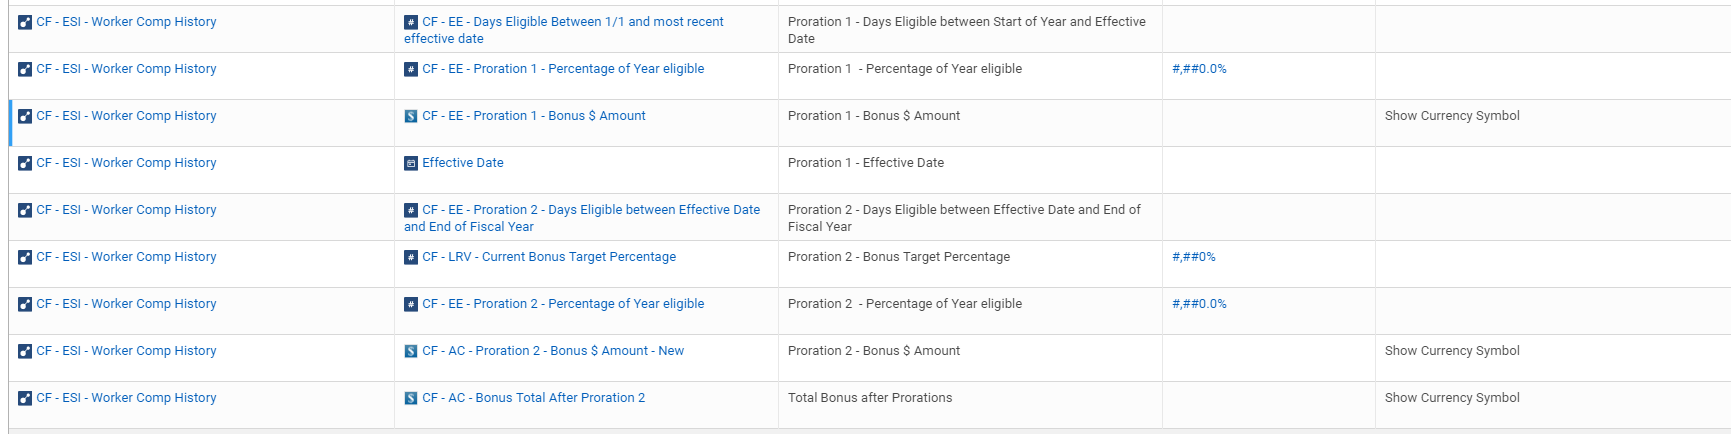 CF - ESI - Worker Comp History
CF - EE - Days Eligible Between 1/1 and most recent
effective date
Proration 1 - Days Eligible between Start of Year and Effective
Date
CF - ESI - Worker Comp History
CF - EE - Proration 1 - Percentage of Year eligible
Proration 1  - Percentage of Year eligible
#,##0.0%
CF - ESI - Worker Comp History
CF - EE - Proration 1 - Bonus $ Amount
Proration 1 - Bonus $ Amount
Show Currency Symbol
CF - ESI - Worker Comp History
Effective Date
Proration 1 - Effective Date
CF - ESI - Worker Comp History
CF - EE - Proration 2 - Days Eligible between Effective Date
and End of Fiscal Year
Proration 2 - Days Eligible between Effective Date and End of
Fiscal Year
CF - ESI - Worker Comp History
CF - LRV - Current Bonus Target Percentage
Proration 2 - Bonus Target Percentage
#,##0%
CF - ESI - Worker Comp History
CF - EE - Proration 2 - Percentage of Year eligible
Proration 2  - Percentage of Year eligible
#,##0.0%
CF - ESI - Worker Comp History
CF - AC - Proration 2 - Bonus $ Amount - New
Proration 2 - Bonus $ Amount
Show Currency Symbol
CF - ESI - Worker Comp History
CF - AC - Bonus Total After Proration 2
Total Bonus after Prorations
Show Currency Symbol